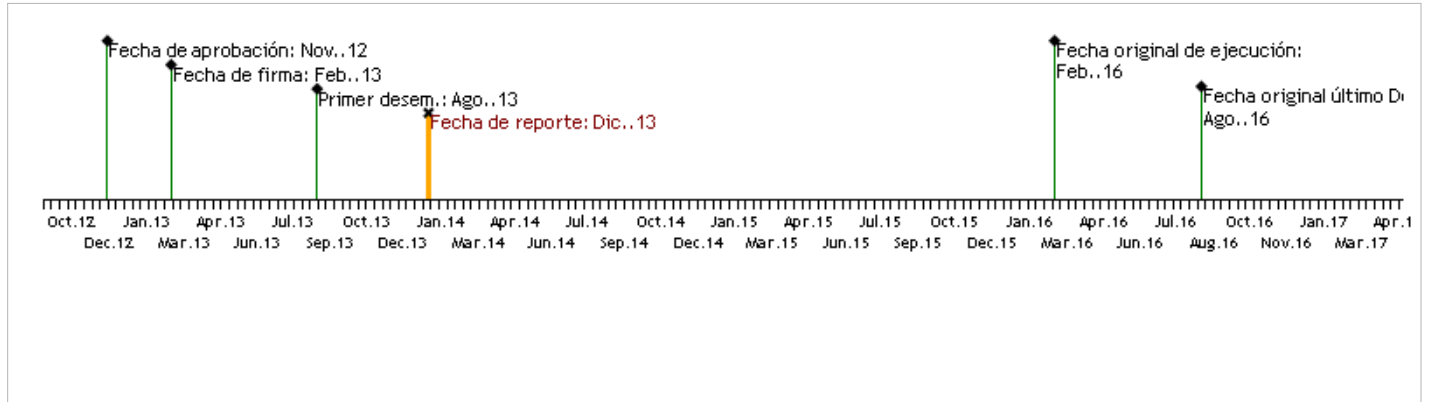 Fecha de aprobación: Nov..12
Fecha de firma: Feb..13
Primer desem.: Ago..13
Fecha de reporte: Dic..13
Fecha original de ejecución:
Feb..16
Fecha original último
Ago..16
Oct.12 Jan.13 Apr.13 Jul.13 Oct.13 Jan.14 Apr.14 Jul.14 Oct.14 Jan.15 Apr.15 Jul.15 Oct.15 Jan.16 Apr.16 Jul.16 Oct.16 Jan.17 Apr.1
Dec.12 Mar.13 Jun.13 Sep.13 Dec.13 Mar.14 Jun.14 Sep.14 Dec.14 Mar.15 Jun.15 Sep.15 Dec.15 Mar.16 Jun.16 Aug.16 Nov.16 Mar.17